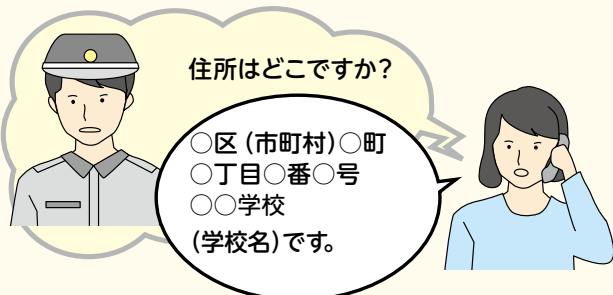 住所はどこですか?
○区(市町村)○町
○丁目○番○号
○○学校
(学校名)です。